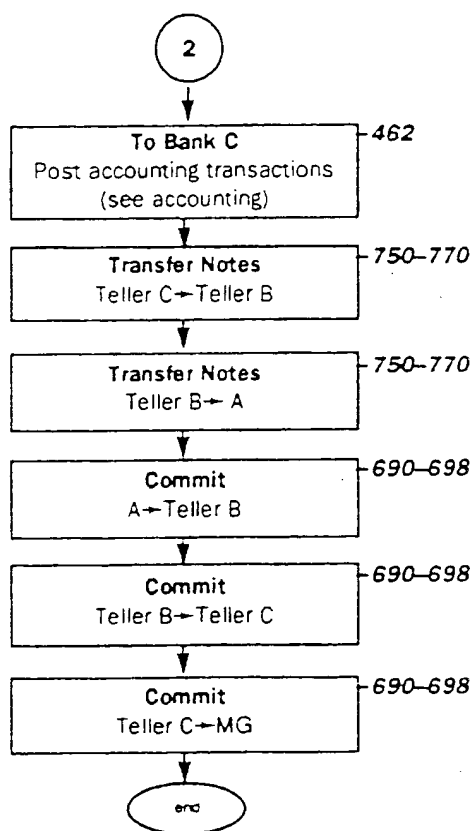 2
To Bank C
462
Post accounting transactions
(see accounting)
Transfer Notes
750–770
Teller C→Teller B
Transfer Notes
750–770
Teller B→ A
Commit
690–698
A→Teller B
Commit
690–698
Teller B→Teller C
Commit
690–698
Teller C→MG
end